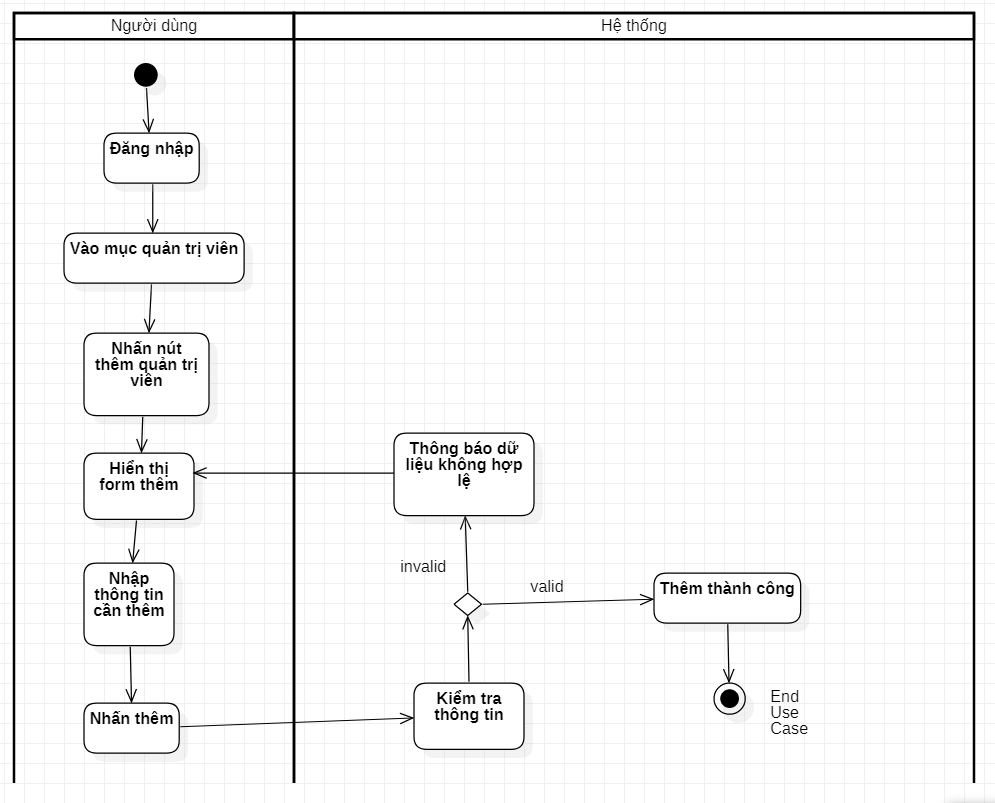 Người dùng
Hệ thống
Đăng nhập
Vào mục quản trị viên
Nhấn nút
thêm quản trị
viên
Hiển thị
form thêm
Nhập
thông tin
cần thêm
Nhấn thêm
Kiểm tra
thông tin
invalid
Thông báo dữ
liệu không hợp
lệ
valid
Thêm thành công
End
Use
Case